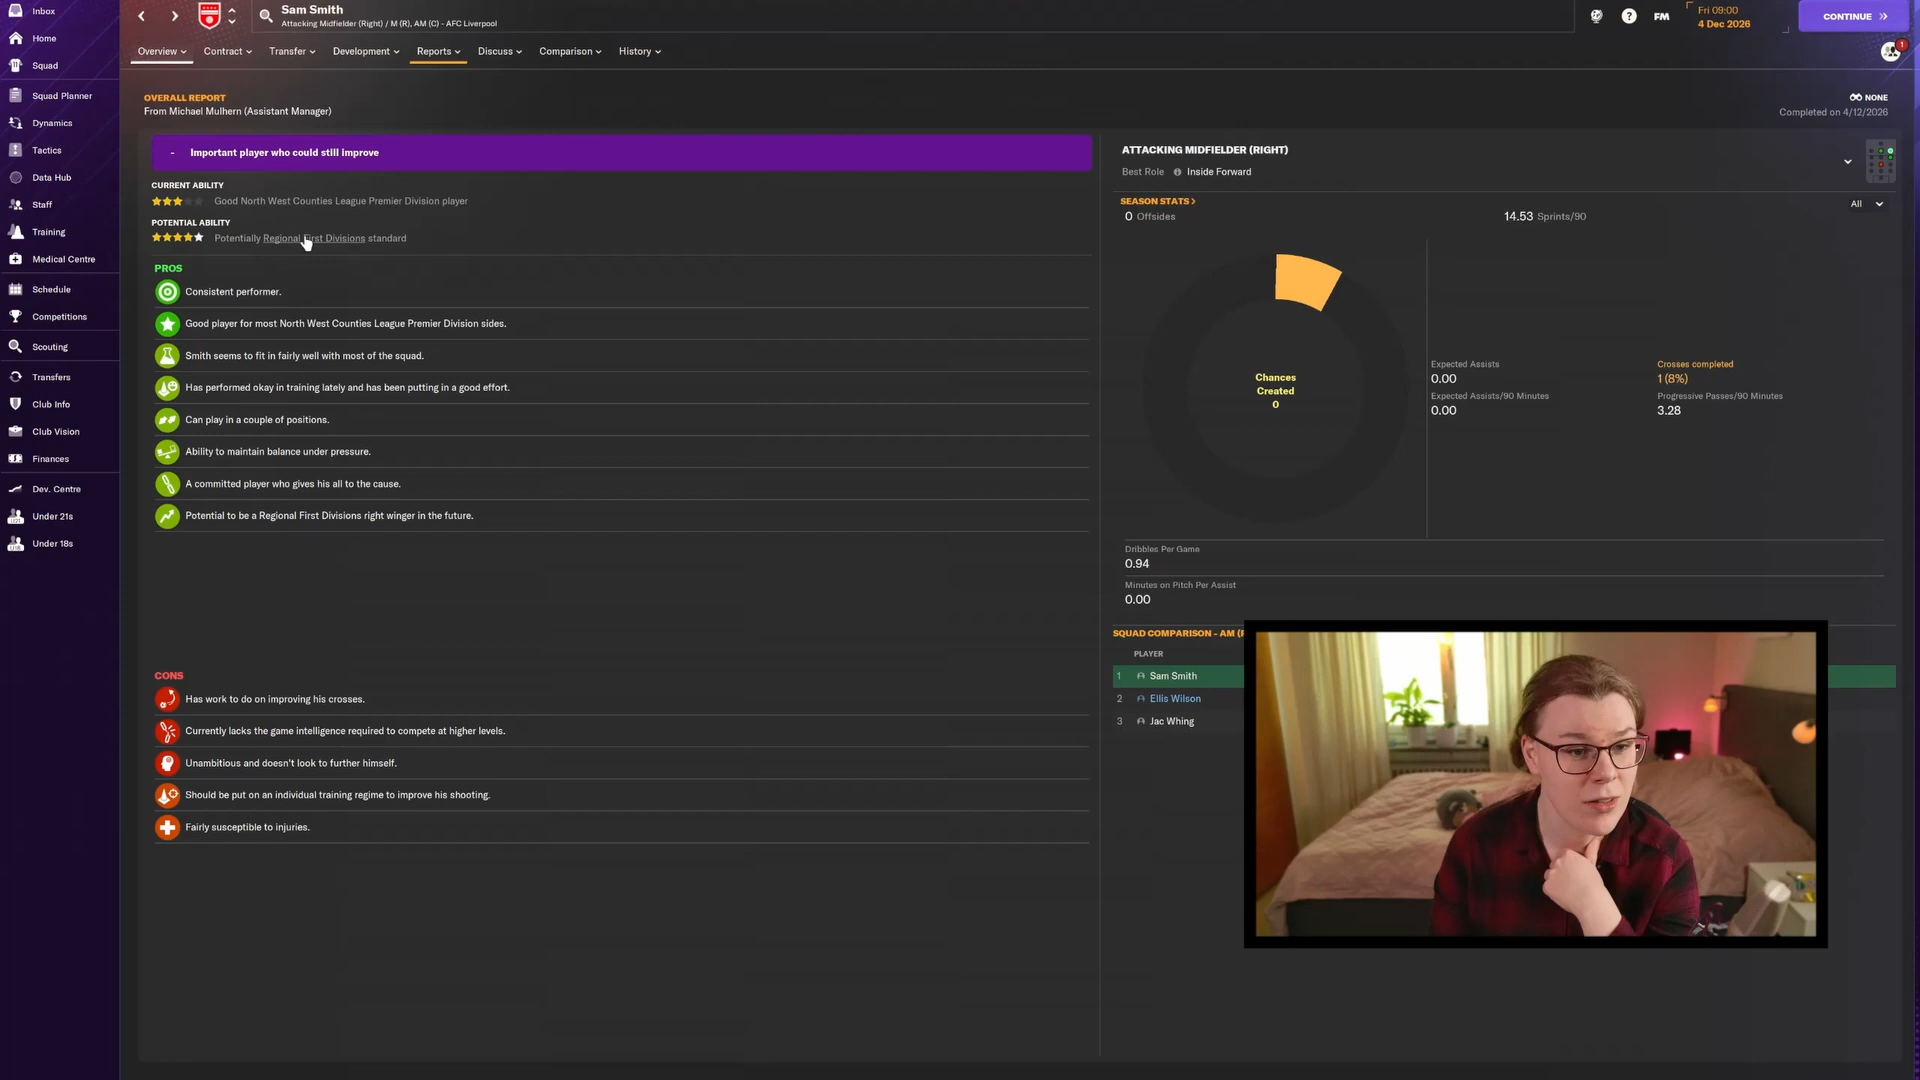 Inbox
Home
Squad
Squad Planner
Dynamics
Tactics
Data Hub
Staff
Training
Medical Centre
Schedule
Competitions
Scouting
Transfers
Club Info
Club Vision
Finances
Dev. Centre
Under 21s
Under 18s
Sam Smith
Attacking Midfielder (Right) / M (R), AM (C) - AFC Liverpool
FM
Fri 09:00
4 Dec 2026
CONTINUE
1
Overview
Contract
Transfer
Development
Reports
Discuss
Comparison
History
OVERALL REPORT
From Michael Mulhern (Assistant Manager)
NONE
Completed on 4/12/2026
- Important player who could still improve
CURRENT ABILITY
Good North West Counties League Premier Division player
POTENTIAL ABILITY
Potentially Regional First Divisions standard
PROS
Consistent performer.
Good player for most North West Counties League Premier Division sides.
Smith seems to fit in fairly well with most of the squad.
Has performed okay in training lately and has been putting in a good effort.
Can play in a couple of positions.
Ability to maintain balance under pressure.
A committed player who gives his all to the cause.
Potential to be a Regional First Divisions right winger in the future.
CONS
Has work to do on improving his crosses.
Currently lacks the game intelligence required to compete at higher levels.
Unambitious and doesn't look to further himself.
Should be put on an individual training regime to improve his shooting.
Fairly susceptible to injuries.
ATTACKING MIDFIELDER (RIGHT)
Best Role Inside Forward
SEASON STATS >
All
0 Offsides
14.53 Sprints/90
Chances
Created
0
Expected Assists
0.00
Crosses completed
1 (8%)
Expected Assists/90 Minutes
0.00
Progressive Passes/90 Minutes
3.28
Dribbles Per Game
0.94
Minutes on Pitch Per Assist
0.00
SQUAD COMPARISON - AM (
PLAYER
1 Sam Smith
2 Ellis Wilson
3 Jac Whing